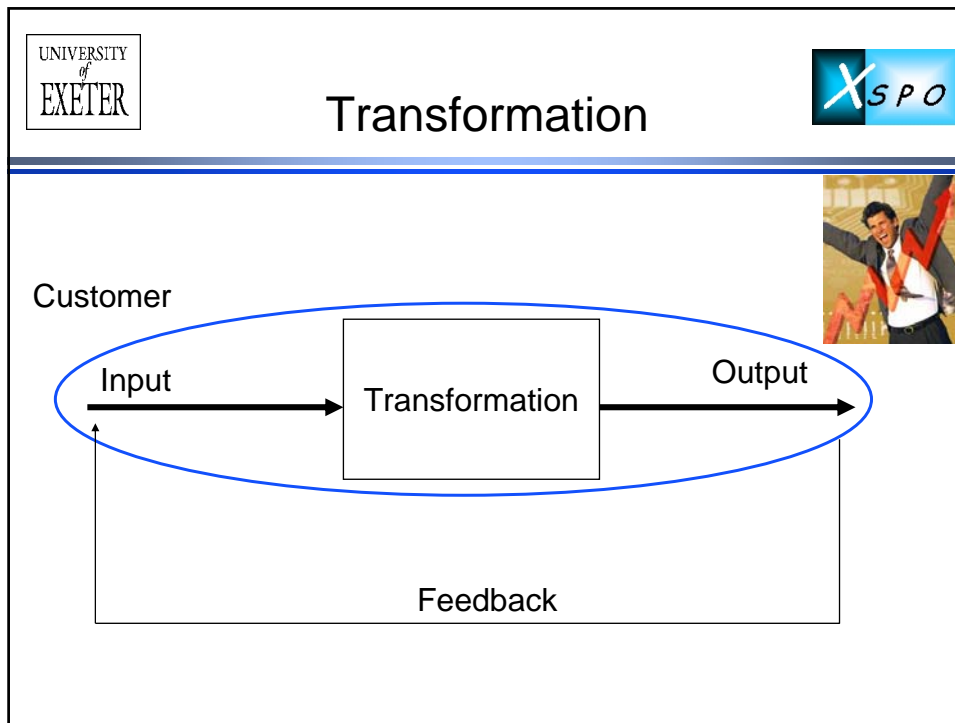 UNIVERSITY
of
EXETER
Transformation
XSPO
Customer
Input
Transformation
Output
Feedback